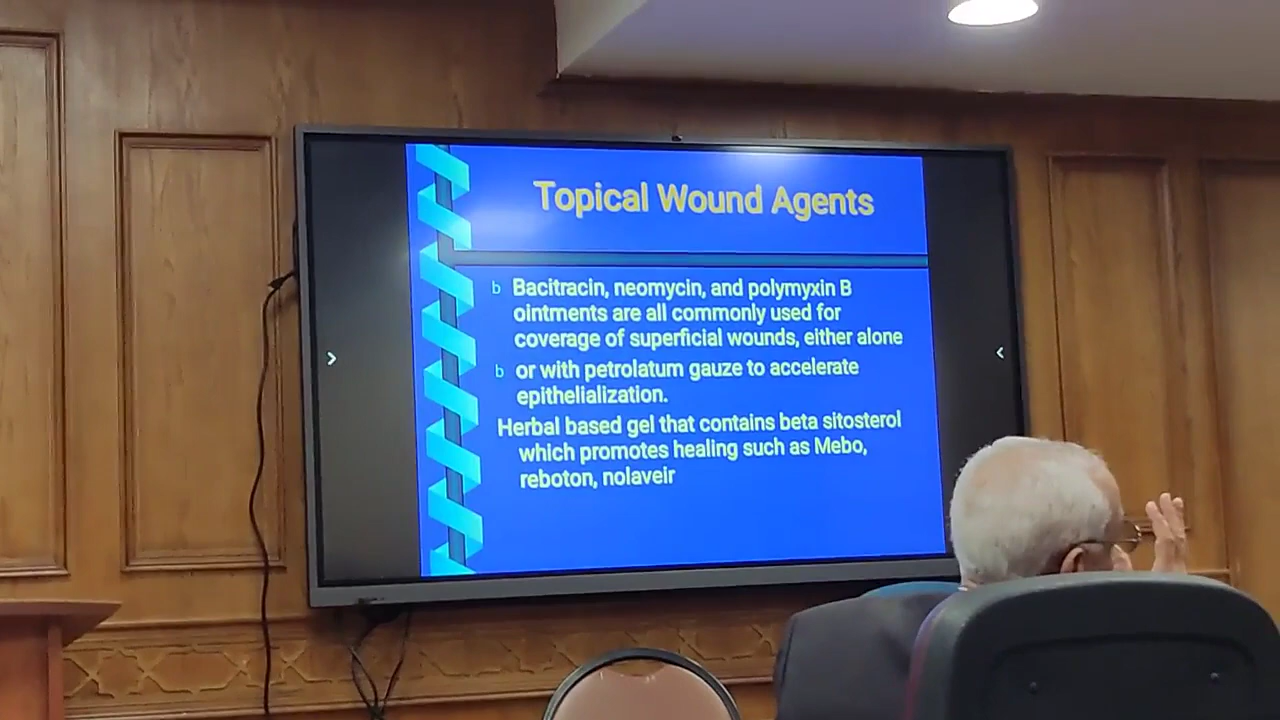 Topical Wound Agents
b Bacitracin, neomycin, and polymyxin B
ointments are all commonly used for
coverage of superficial wounds, either alone
b or with petrolatum gauze to accelerate
epithelialization.
Herbal based gel that contains beta sitosterol
which promotes healing such as Mebo,
reboton, nolaveir